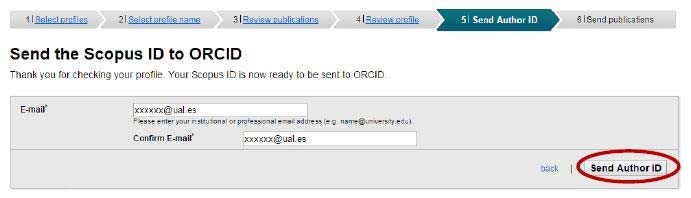 1 | Select profiles 2 | Select profile name 3 | Review publications 4 | Review profile 5 | Send Author ID 6 | Send publications
Send the Scopus ID to ORCID
Thank you for checking your profile. Your Scopus ID is now ready to be sent to ORCID.
E-mail* xxxxxx@ual.es
Please enter your institutional or professional email address (e.g. name@university.edu).
Confirm E-mail* xxxxxx@ual.es
back | Send Author ID